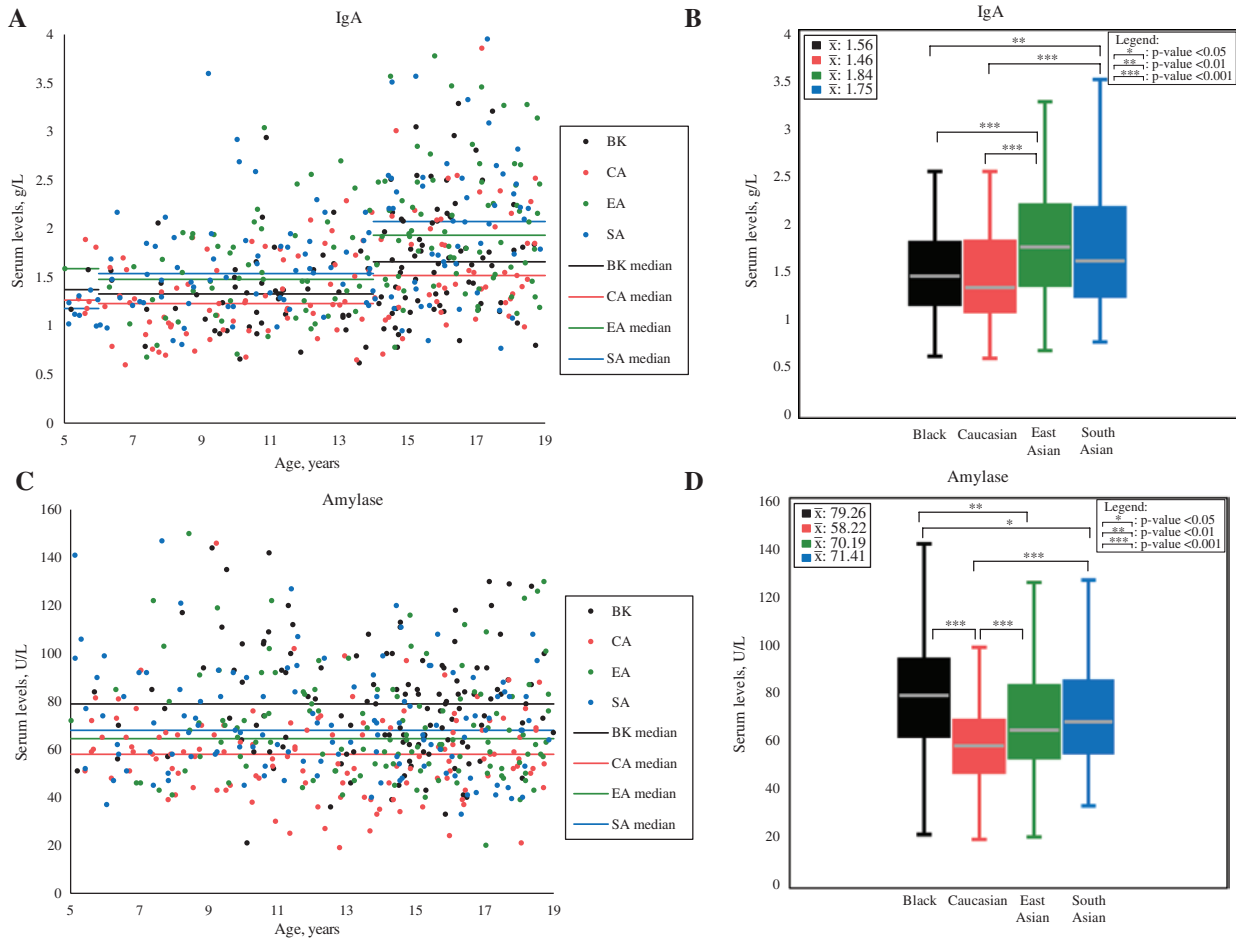 A
IgA
Serum levels, g/L
4
3.5
3
2.5
2
1.5
1
0.5
0
5
7
9
11
13
15
17
19
Age, years
BK
CA
EA
SA
BK median
CA median
EA median
SA median
B
IgA
Serum levels, g/L
4
3.5
3
2.5
2
1.5
1
0.5
0
x̄: 1.56
x̄: 1.46
x̄: 1.84
x̄: 1.75
Legend:
* : p-value <0.05
** : p-value <0.01
*** : p-value <0.001
**
***
***
***
Black
Caucasian
East Asian
South Asian
C
Amylase
Serum levels, U/L
160
140
120
100
80
60
40
20
0
5
7
9
11
13
15
17
19
Age, years
BK
CA
EA
SA
BK median
CA median
EA median
SA median
D
Amylase
Serum levels, U/L
160
140
120
100
80
60
40
20
0
x̄: 79.26
x̄: 58.22
x̄: 70.19
x̄: 71.41
Legend:
* : p-value <0.05
** : p-value <0.01
*** : p-value <0.001
**
*
***
***
***
Black
Caucasian
East Asian
South Asian